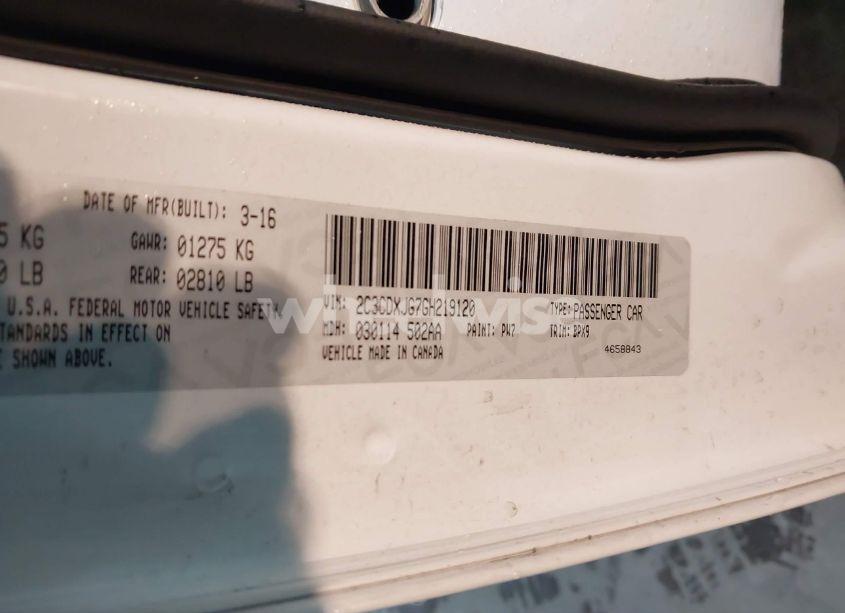 DATE OF MFR(BUILT): 3-16
5 KG GAWR: 01275 KG
0 LB REAR: 02810 LB
U.S.A. FEDERAL MOTOR VEHICLE SAFETY
STANDARDS IN EFFECT ON
SHOWN ABOVE.
VIN: 2C3CDXJG7GH219120 TYPE: PASSENGER CAR
MDH: 030114 502AA PAINT: PW7 TRIM: BPX9
VEHICLE MADE IN CANADA 4658843